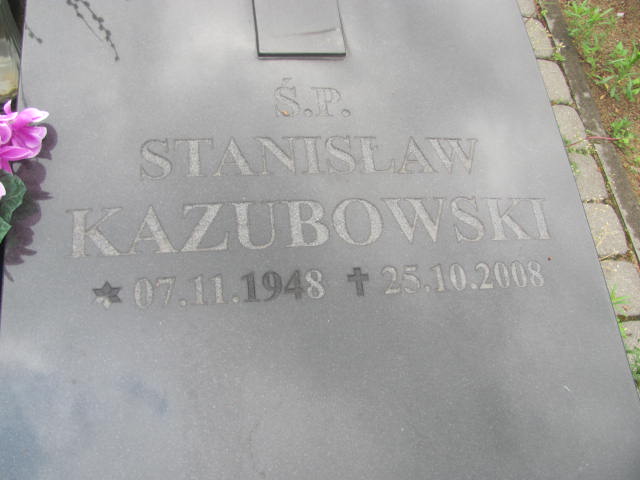 Ś.P.
STANISŁAW
KAZUBOWSKI
07.11.1948 ✝ 25.10.2008